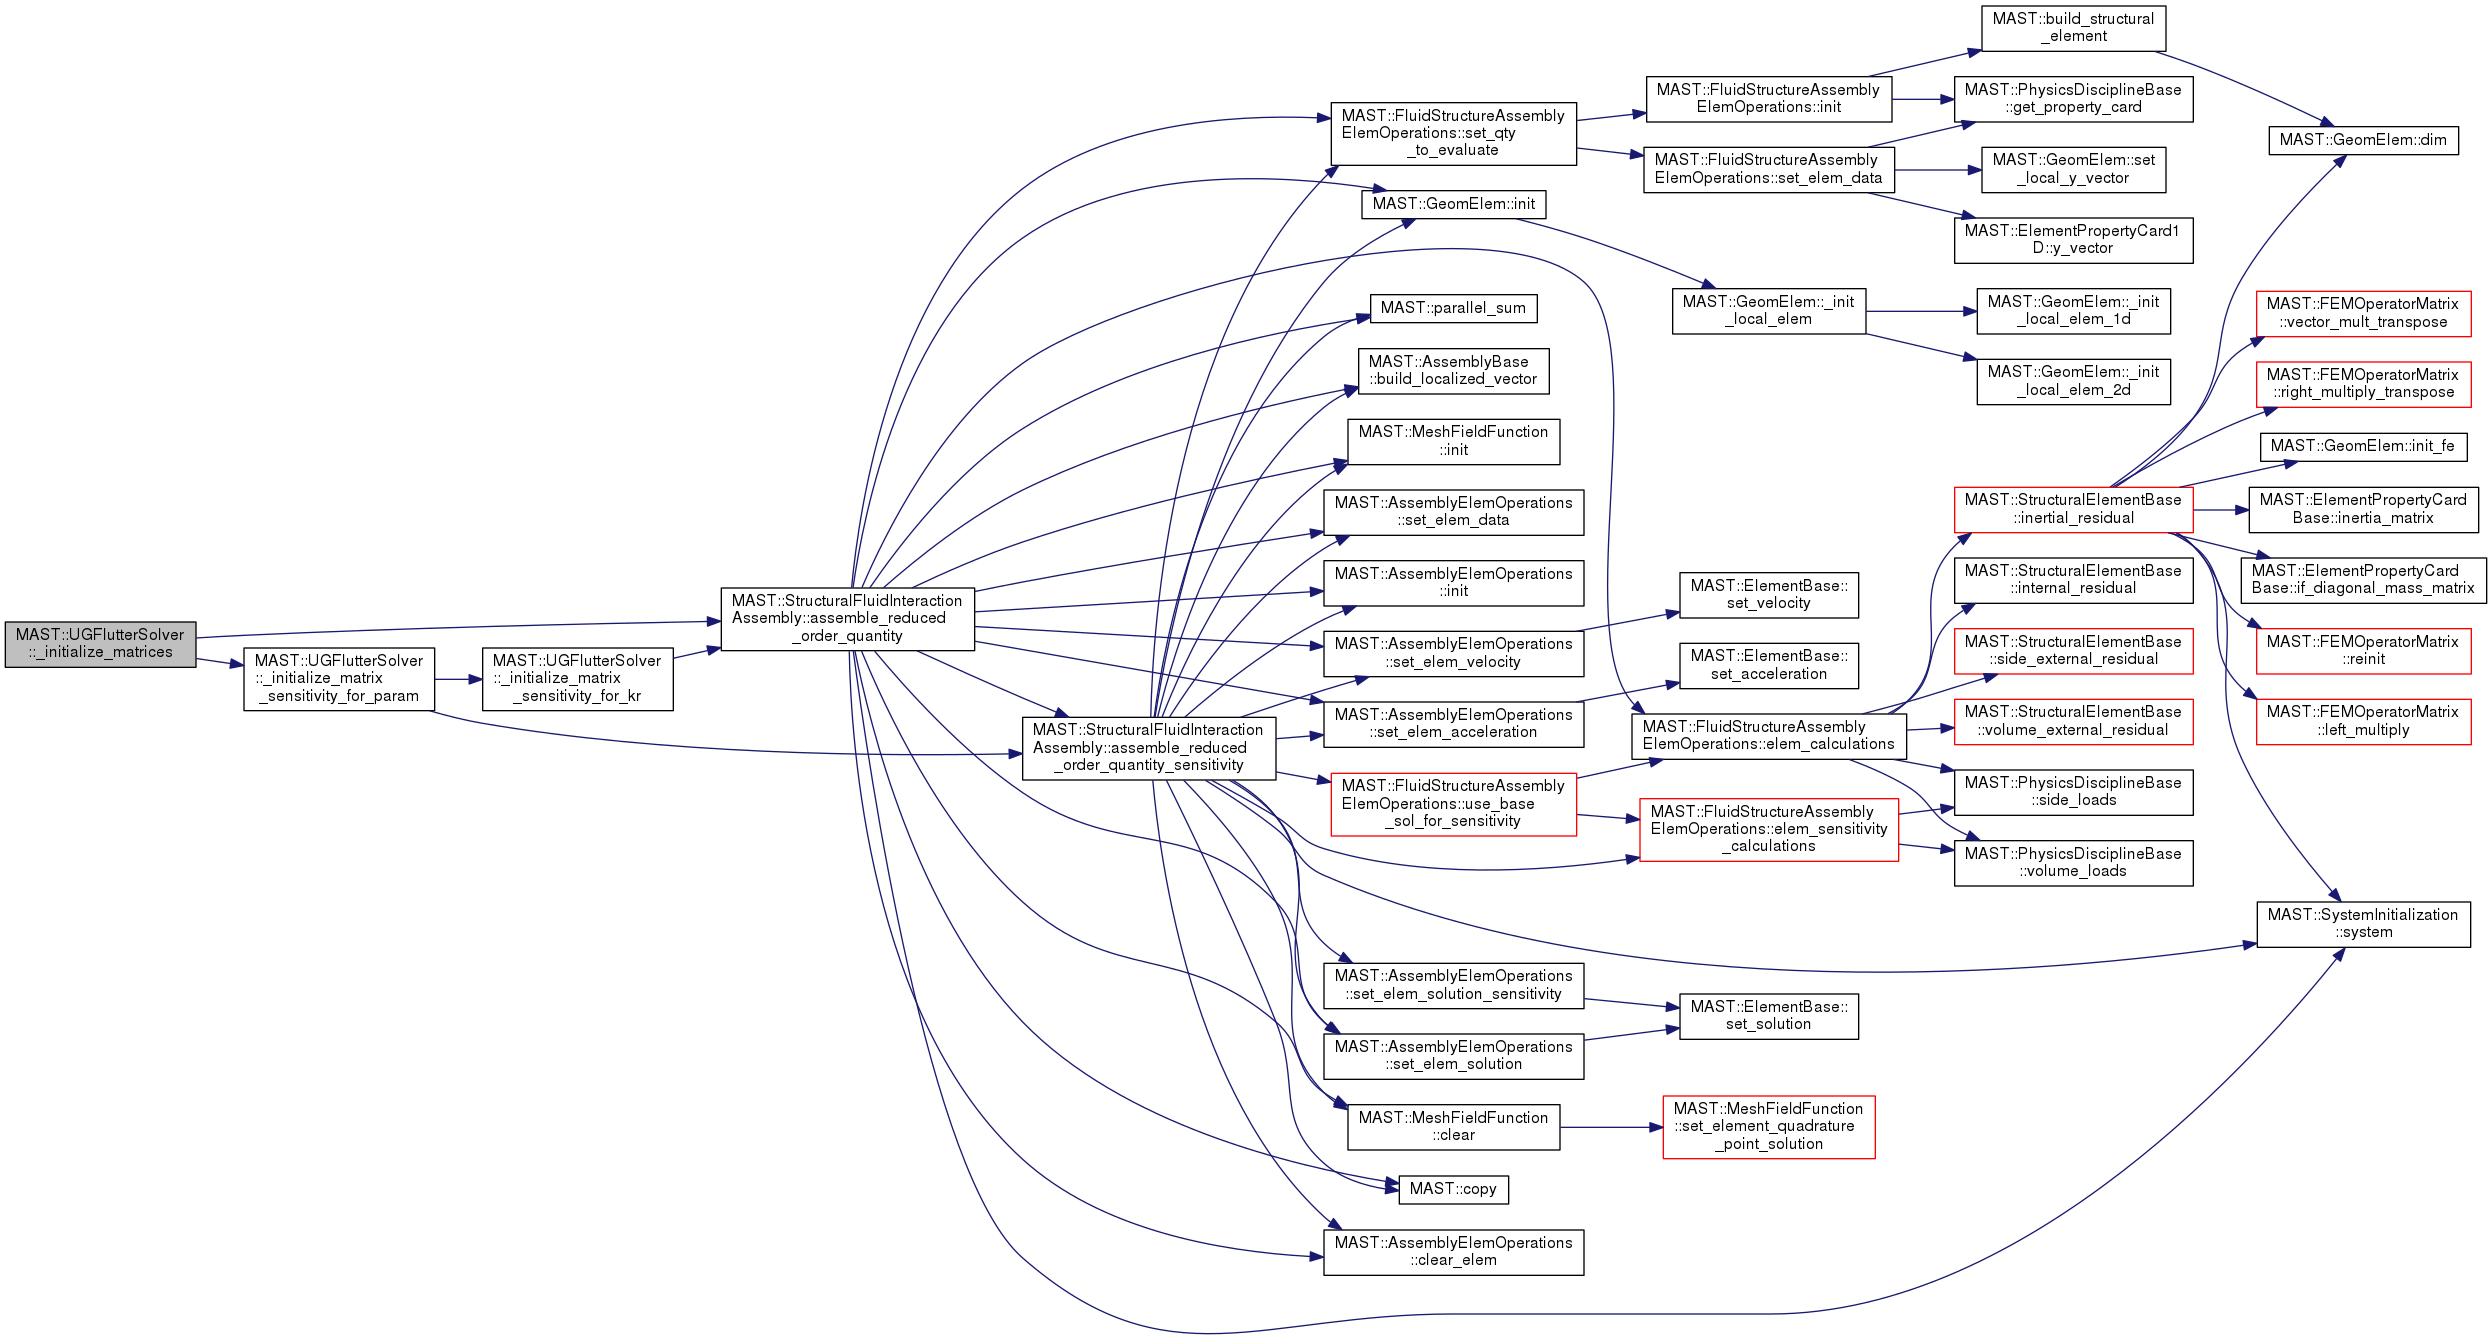 MAST::UGFlutterSolver
::_initialize_matrices
MAST::UGFlutterSolver
::_initialize_matrix
_sensitivity_for_param
MAST::UGFlutterSolver
::_initialize_matrix
_sensitivity_for_kr
MAST::StructuralFluidInteraction
Assembly::assemble_reduced
_order_quantity
MAST::StructuralFluidInteraction
Assembly::assemble_reduced
_order_quantity_sensitivity
MAST::FluidStructureAssembly
ElemOperations::set_qty
_to_evaluate
MAST::GeomElem::init
MAST::parallel_sum
MAST::AssemblyBase
::build_localized_vector
MAST::MeshFieldFunction
::init
MAST::AssemblyElemOperations
::set_elem_data
MAST::AssemblyElemOperations
::init
MAST::AssemblyElemOperations
::set_elem_velocity
MAST::AssemblyElemOperations
::set_elem_acceleration
MAST::FluidStructureAssembly
ElemOperations::use_base
_sol_for_sensitivity
MAST::AssemblyElemOperations
::set_elem_solution_sensitivity
MAST::AssemblyElemOperations
::set_elem_solution
MAST::MeshFieldFunction
::clear
MAST::copy
MAST::AssemblyElemOperations
::clear_elem
MAST::FluidStructureAssembly
ElemOperations::init
MAST::FluidStructureAssembly
ElemOperations::set_elem_data
MAST::GeomElem::_init
_local_elem
MAST::ElementBase::
set_velocity
MAST::ElementBase::
set_acceleration
MAST::FluidStructureAssembly
ElemOperations::elem_calculations
MAST::FluidStructureAssembly
ElemOperations::elem_sensitivity
_calculations
MAST::ElementBase::
set_solution
MAST::MeshFieldFunction
::set_element_quadrature
_point_solution
MAST::build_structural
_element
MAST::PhysicsDisciplineBase
::get_property_card
MAST::GeomElem::set
_local_y_vector
MAST::ElementPropertyCard1
D::y_vector
MAST::GeomElem::_init
_local_elem_1d
MAST::GeomElem::_init
_local_elem_2d
MAST::StructuralElementBase
::inertial_residual
MAST::StructuralElementBase
::internal_residual
MAST::StructuralElementBase
::side_external_residual
MAST::StructuralElementBase
::volume_external_residual
MAST::PhysicsDisciplineBase
::side_loads
MAST::PhysicsDisciplineBase
::volume_loads
MAST::GeomElem::dim
MAST::FEMOperatorMatrix
::vector_mult_transpose
MAST::FEMOperatorMatrix
::right_multiply_transpose
MAST::GeomElem::init_fe
MAST::ElementPropertyCard
Base::inertia_matrix
MAST::ElementPropertyCard
Base::if_diagonal_mass_matrix
MAST::FEMOperatorMatrix
::reinit
MAST::FEMOperatorMatrix
::left_multiply
MAST::SystemInitialization
::system